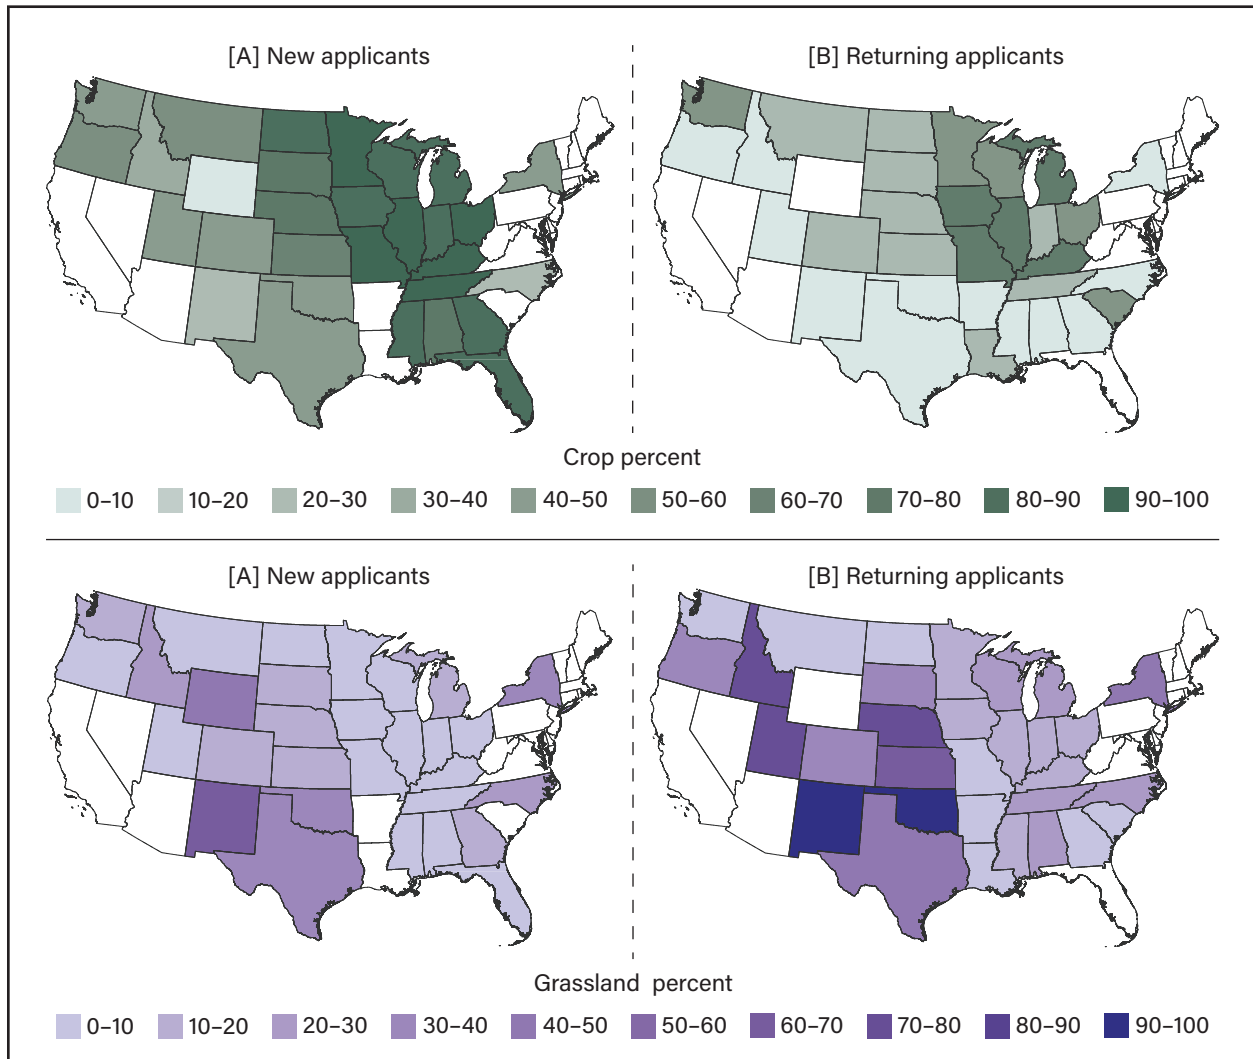 [A] New applicants
[B] Returning applicants
Crop percent
0–10 10–20 20–30 30–40 40–50 50–60 60–70 70–80 80–90 90–100
[A] New applicants
[B] Returning applicants
Grassland percent
0–10 10–20 20–30 30–40 40–50 50–60 60–70 70–80 80–90 90–100